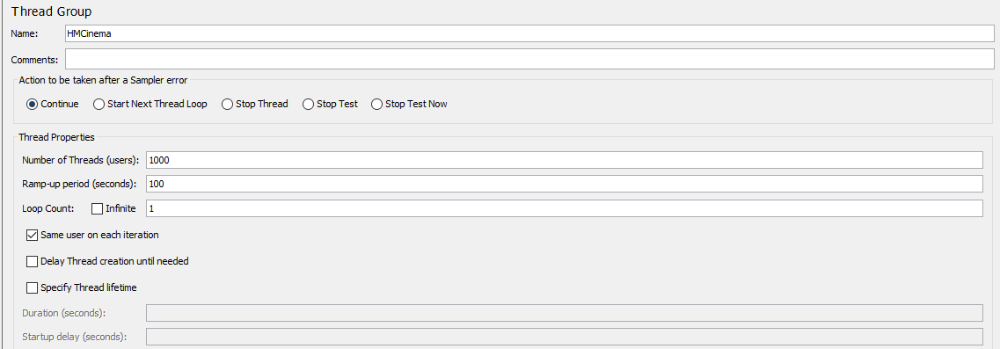 Thread Group
Name: HMCinema
Comments:
Action to be taken after a Sampler error
Continue Start Next Thread Loop Stop Thread Stop Test Stop Test Now
Thread Properties
Number of Threads (users): 1000
Ramp-up period (seconds): 100
Loop Count: Infinite 1
Same user on each iteration
Delay Thread creation until needed
Specify Thread lifetime
Duration (seconds):
Startup delay (seconds):